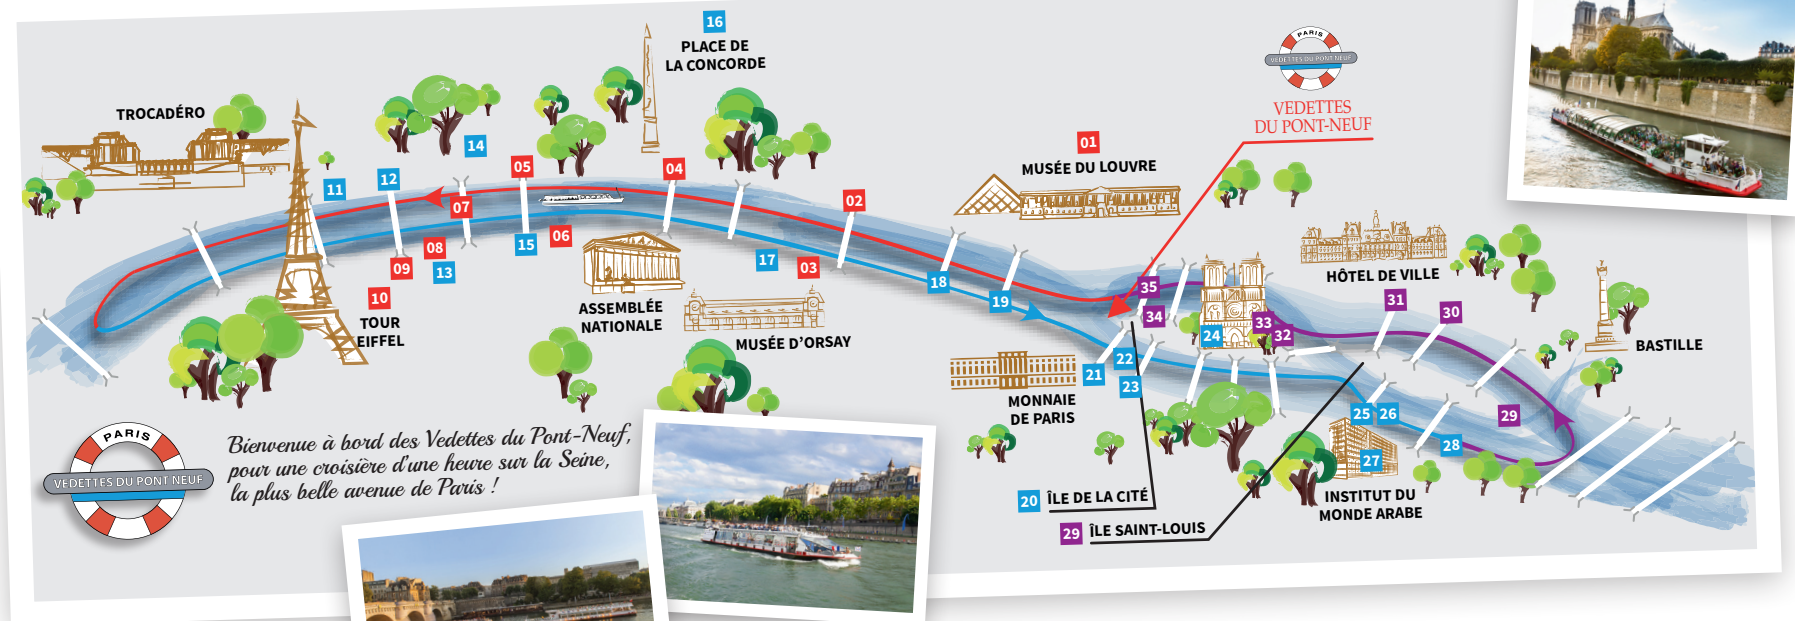 16
PLACE DE
LA CONCORDE
TROCADÉRO
PARIS
VEDETTES DU PONT NEUF
VEDETTES
DU PONT-NEUF
01
MUSÉE DU LOUVRE
14
05
04
12
11
07
02
06
15
08
09
13
10
TOUR
EIFFEL
ASSEMBLÉE
NATIONALE
17
03
MUSÉE D'ORSAY
18
19
35
34
33
32
24
HÔTEL DE VILLE
31
30
BASTILLE
22
21
23
MONNAIE
DE PARIS
25
26
29
28
27
INSTITUT DU
MONDE ARABE
20
ÎLE DE LA CITÉ
29
ÎLE SAINT-LOUIS
PARIS
VEDETTES DU PONT NEUF
Bienvenue à bord des Vedettes du Pont-Neuf,
pour une croisière d'une heure sur la Seine,
la plus belle avenue de Paris !